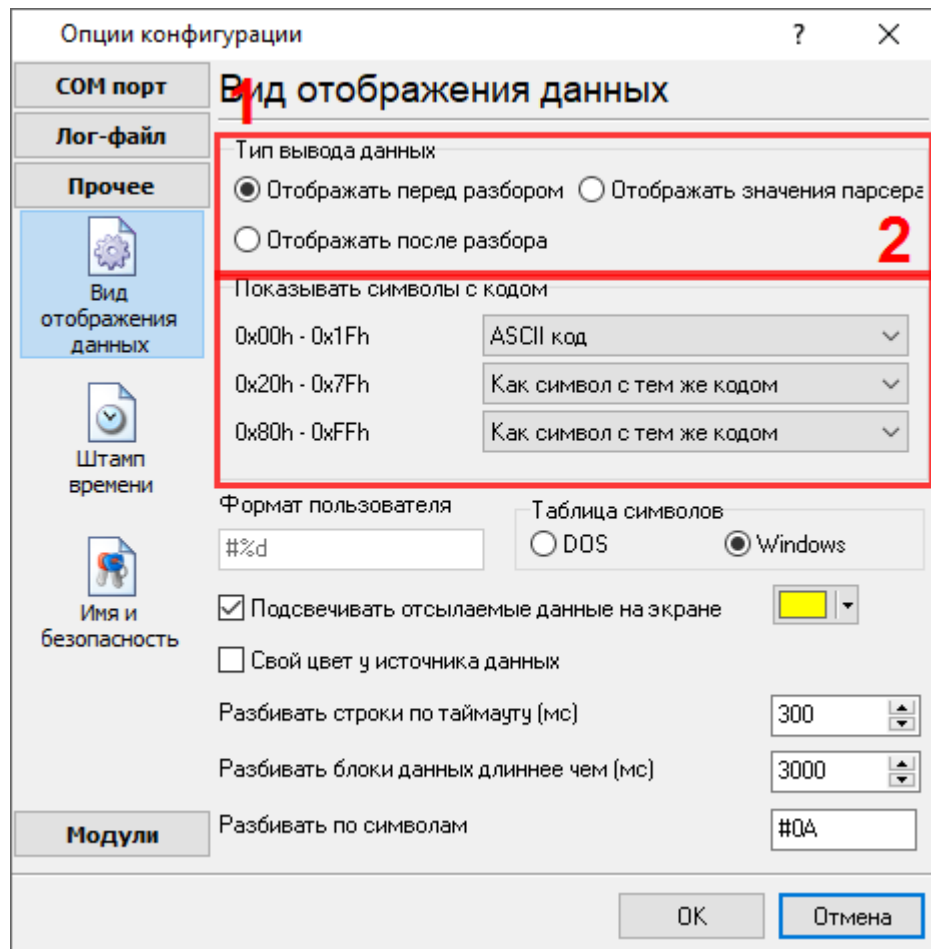 Опции конфигурации ?
COM порт
Лог-файл
Прочее
Вид
отображения
данных
Штамп
времени
Имя и
безопасность
Модули
Вид отображения данных
1
Тип вывода данных
Отображать перед разбором Отображать значения парсера
Отображать после разбора
2
Показывать символы с кодом
0x00h - 0x1Fh ASCII код
0x20h - 0x7Fh Как символ с тем же кодом
0x80h - 0xFFh Как символ с тем же кодом
Формат пользователя
#%d
Таблица символов
DOS Windows
Подсвечивать отсылаемые данные на экране
Свой цвет у источника данных
Разбивать строки по таймауту (мс) 300
Разбивать блоки данных длиннее чем (мс) 3000
Разбивать по символам #0A
OK Отмена